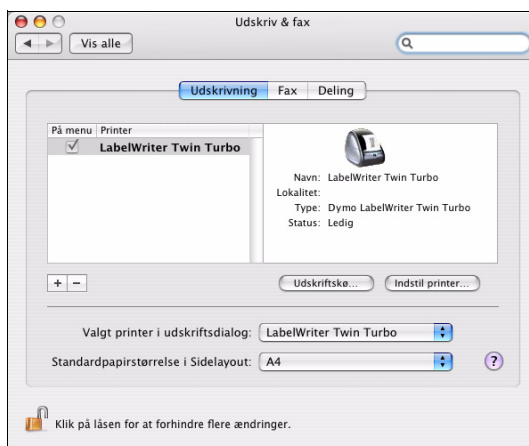 Udskriv & fax
Vis alle
Udskrivning Fax Deling
På menu Printer
LabelWriter Twin Turbo
Navn: LabelWriter Twin Turbo
Lokalitet:
Type: Dymo LabelWriter Twin Turbo
Status: Ledig
+ −
Udskriftskø... Indstil printer...
Valgt printer i udskriftsdialog: LabelWriter Twin Turbo
Standardpapirstørrelse i Sidelayout: A4 ?
Klik på låsen for at forhindre flere ændringer.